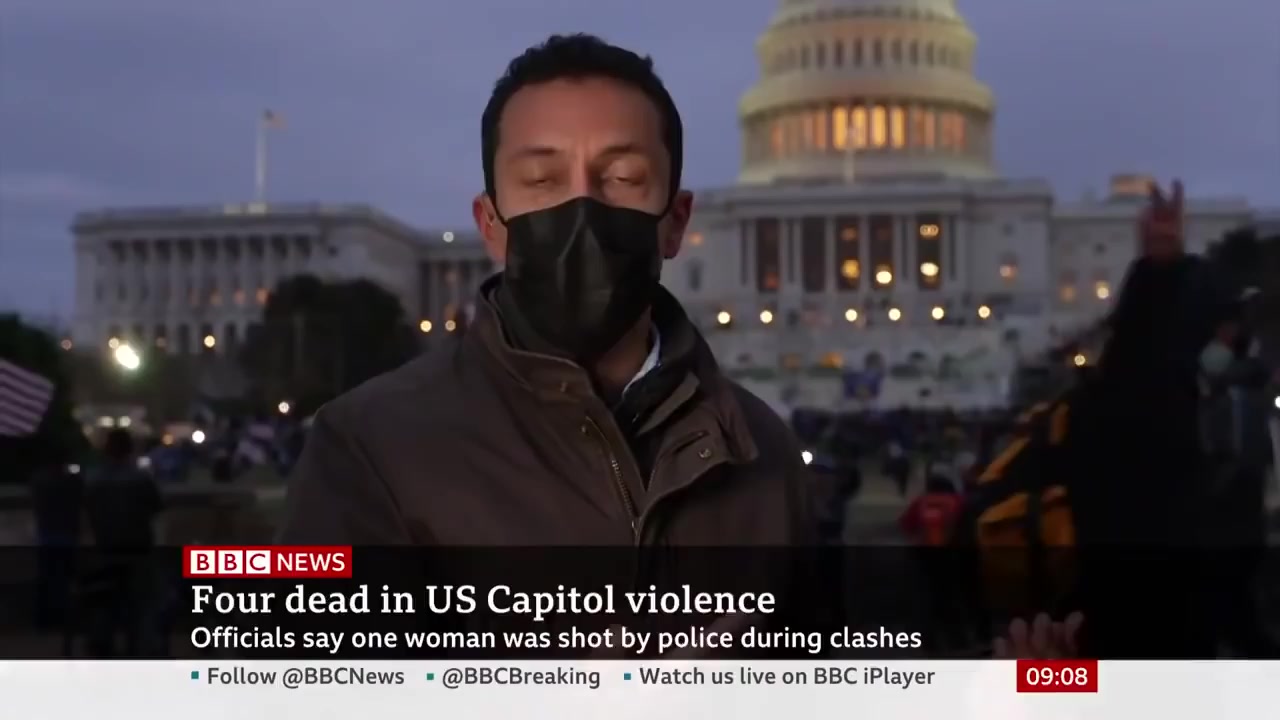 BBC NEWS
Four dead in US Capitol violence
Officials say one woman was shot by police during clashes
Follow @BBCNews @BBCBreaking Watch us live on BBC iPlayer 09:08